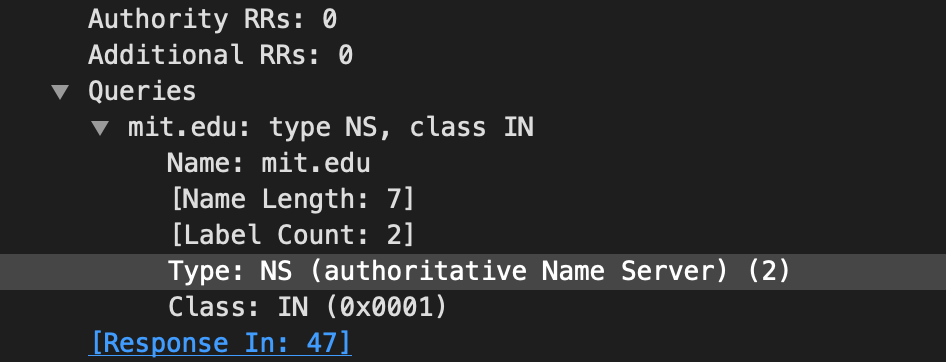 Authority RRs: 0
Additional RRs: 0
Queries
mit.edu: type NS, class IN
Name: mit.edu
[Name Length: 7]
[Label Count: 2]
Type: NS (authoritative Name Server) (2)
Class: IN (0x0001)
[Response In: 47]